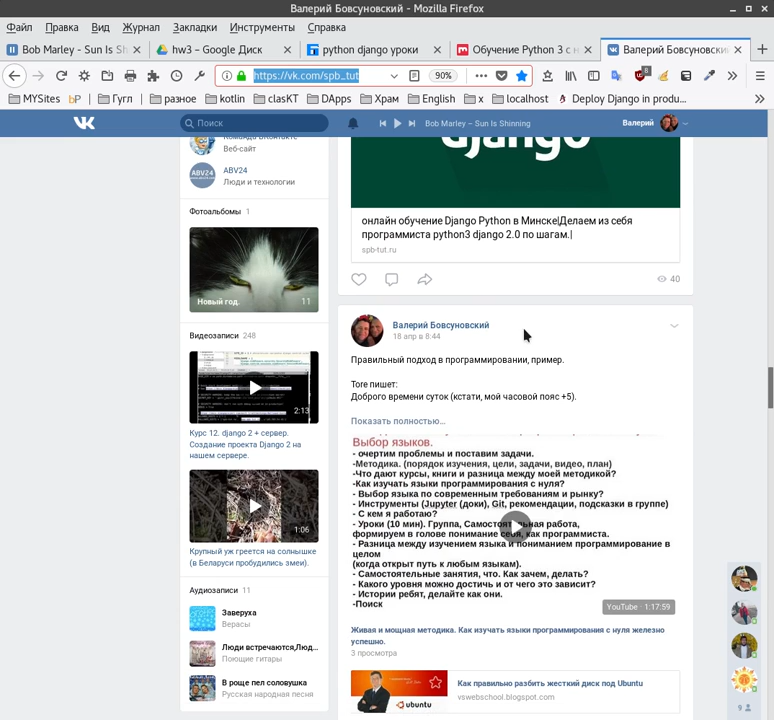 Валерий Бовсуновский - Mozilla Firefox
Файл Правка Вид Журнал Закладки Инструменты Справка
Bob Marley - Sun Is Sh
hw3 – Google Диск
python django уроки
Обучение Python 3 с н
Валерий Бовсуновски
https://vk.com/spb_tut
90%
8
MYSites bP Гугл разное kotlin clasKT DApps Храм English x localhost Deploy Django in produ...
Поиск
Bob Marley – Sun Is Shinning
Валерий
Команда ВКонтакте
Веб-сайт
ABV24
ABV24
Люди и технологии
Фотоальбомы 1
Новый год. 11
Видеозаписи 248
2:13
Курс 12. django 2 + сервер.
Создание проекта Django 2 на
нашем сервере.
1:06
Крупный уж греется на солнышке
(в Беларуси пробудились змеи).
Аудиозаписи 11
Заверуха
Верасы
Люди встречаются,Люд...
Поющие гитары
В роще пел соловушка
Русская народная песня
django
онлайн обучение Django Python в Минске|Делаем из себя
программиста python3 django 2.0 по шагам.|
spb-tut.ru
40
Валерий Бовсуновский
18 апр в 8:44
Правильный подход в программировании, пример.
Tore пишет:
Доброго времени суток (кстати, мой часовой пояс +5).
Показать полностью...
Выбор языков.
- очертим проблемы и поставим задачи.
-Методика. (порядок изучения, цели, задачи, видео, план)
-Что дают курсы, книги и разница между моей методикой?
-Как изучать языки программирования с нуля?
- Выбор языка по современным требованиям и рынку?
- Инструменты (Jupyter (доки), Git, рекомендации, подсказки в группе)
- С кем я работаю?
- Уроки (10 мин). Группа, Самостоятельная работа,
формируем в голове понимание себя, как программиста.
- Разница между изучением языка и пониманием программирование в
целом
(когда открыт путь к любым языкам).
- Самостоятельные занятия, что. Как зачем, делать?
- Какого уровня можно достичь и от чего это зависит?
- Истории ребят, делайте как они.
-Поиск
YouTube · 1:17:59
Живая и мощная методика. Как изучать языки программирования с нуля железно
успешно.
3 просмотра
ubuntu
Как правильно разбить жесткий диск под Ubuntu
vswebschool.blogspot.com
9